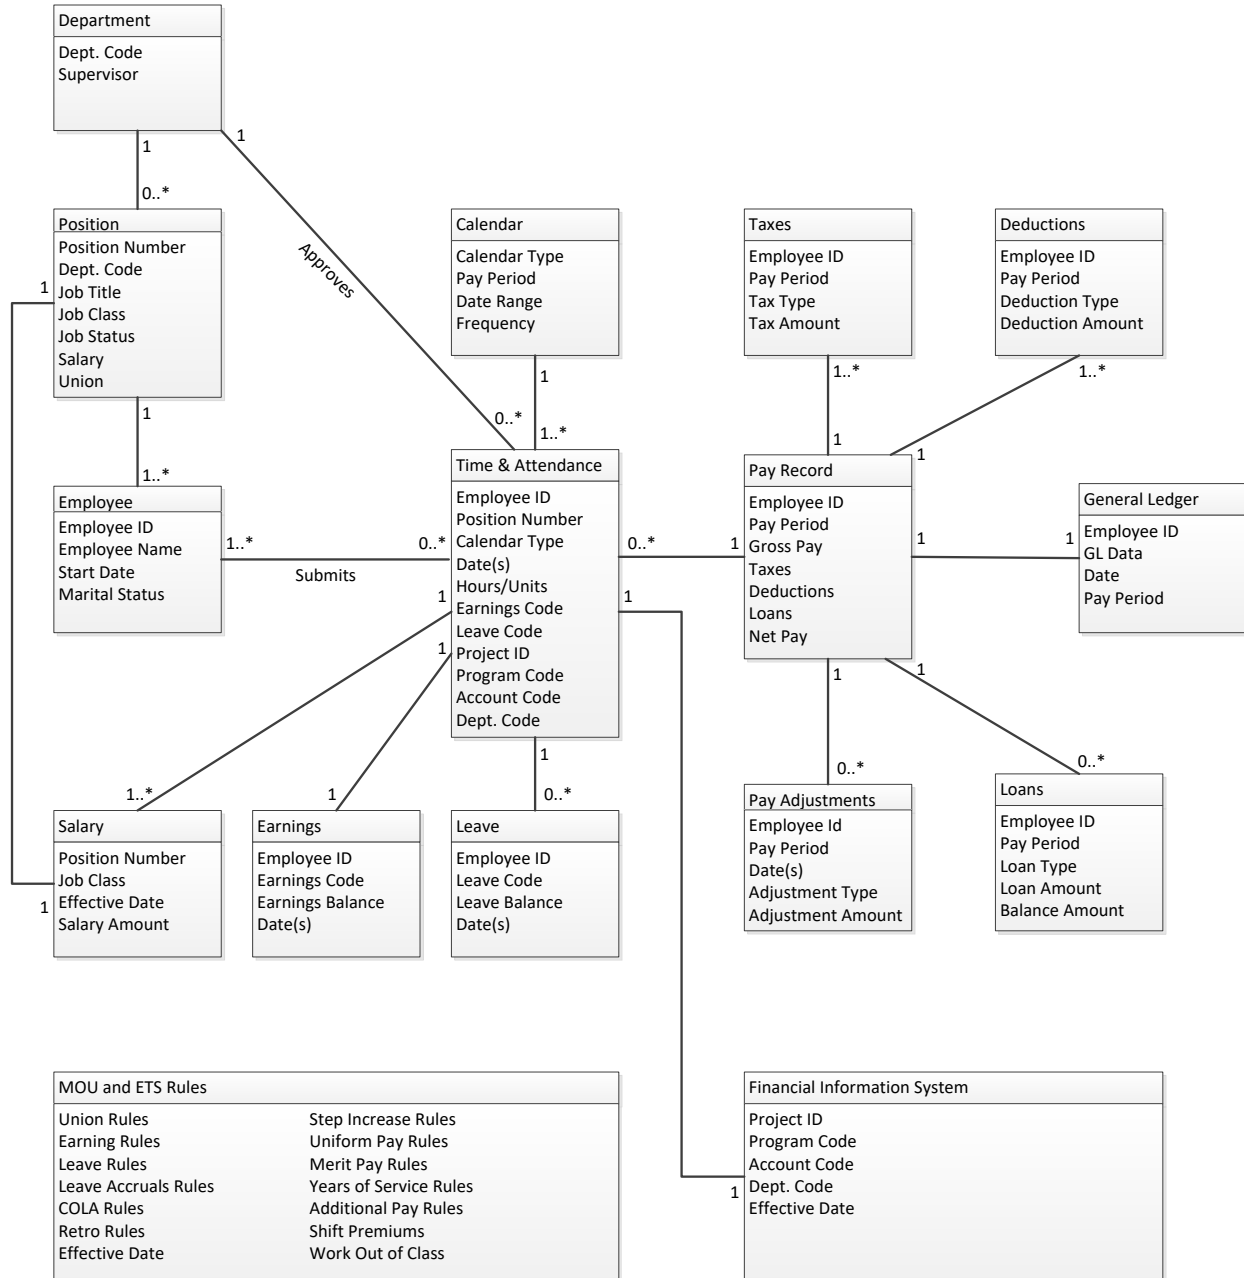 Department
Dept. Code
Supervisor
1
1
0..*
Position
Position Number
Dept. Code
Job Title
Job Class
Job Status
Salary
Union
1
1
1..*
Approves
0..*
Calendar
Calendar Type
Pay Period
Date Range
Frequency
1
1..*
Taxes
Employee ID
Pay Period
Tax Type
Tax Amount
1..*
1
Deductions
Employee ID
Pay Period
Deduction Type
Deduction Amount
1..*
1
Employee
Employee ID
Employee Name
Start Date
Marital Status
1..*
Submits
0..*
Time & Attendance
Employee ID
Position Number
Calendar Type
Date(s)
Hours/Units
Earnings Code
Leave Code
Project ID
Program Code
Account Code
Dept. Code
0..*
1
1
1
1
1
Pay Record
Employee ID
Pay Period
Gross Pay
Taxes
Deductions
Loans
Net Pay
1
1
General Ledger
Employee ID
GL Data
Date
Pay Period
1
1
1..*
1
0..*
0..*
0..*
Salary
Position Number
Job Class
Effective Date
Salary Amount
1
Earnings
Employee ID
Earnings Code
Earnings Balance
Date(s)
Leave
Employee ID
Leave Code
Leave Balance
Date(s)
Pay Adjustments
Employee Id
Pay Period
Date(s)
Adjustment Type
Adjustment Amount
Loans
Employee ID
Pay Period
Loan Type
Loan Amount
Balance Amount
MOU and ETS Rules
Union Rules
Earning Rules
Leave Rules
Leave Accruals Rules
COLA Rules
Retro Rules
Effective Date
Step Increase Rules
Uniform Pay Rules
Merit Pay Rules
Years of Service Rules
Additional Pay Rules
Shift Premiums
Work Out of Class
1
Financial Information System
Project ID
Program Code
Account Code
Dept. Code
Effective Date